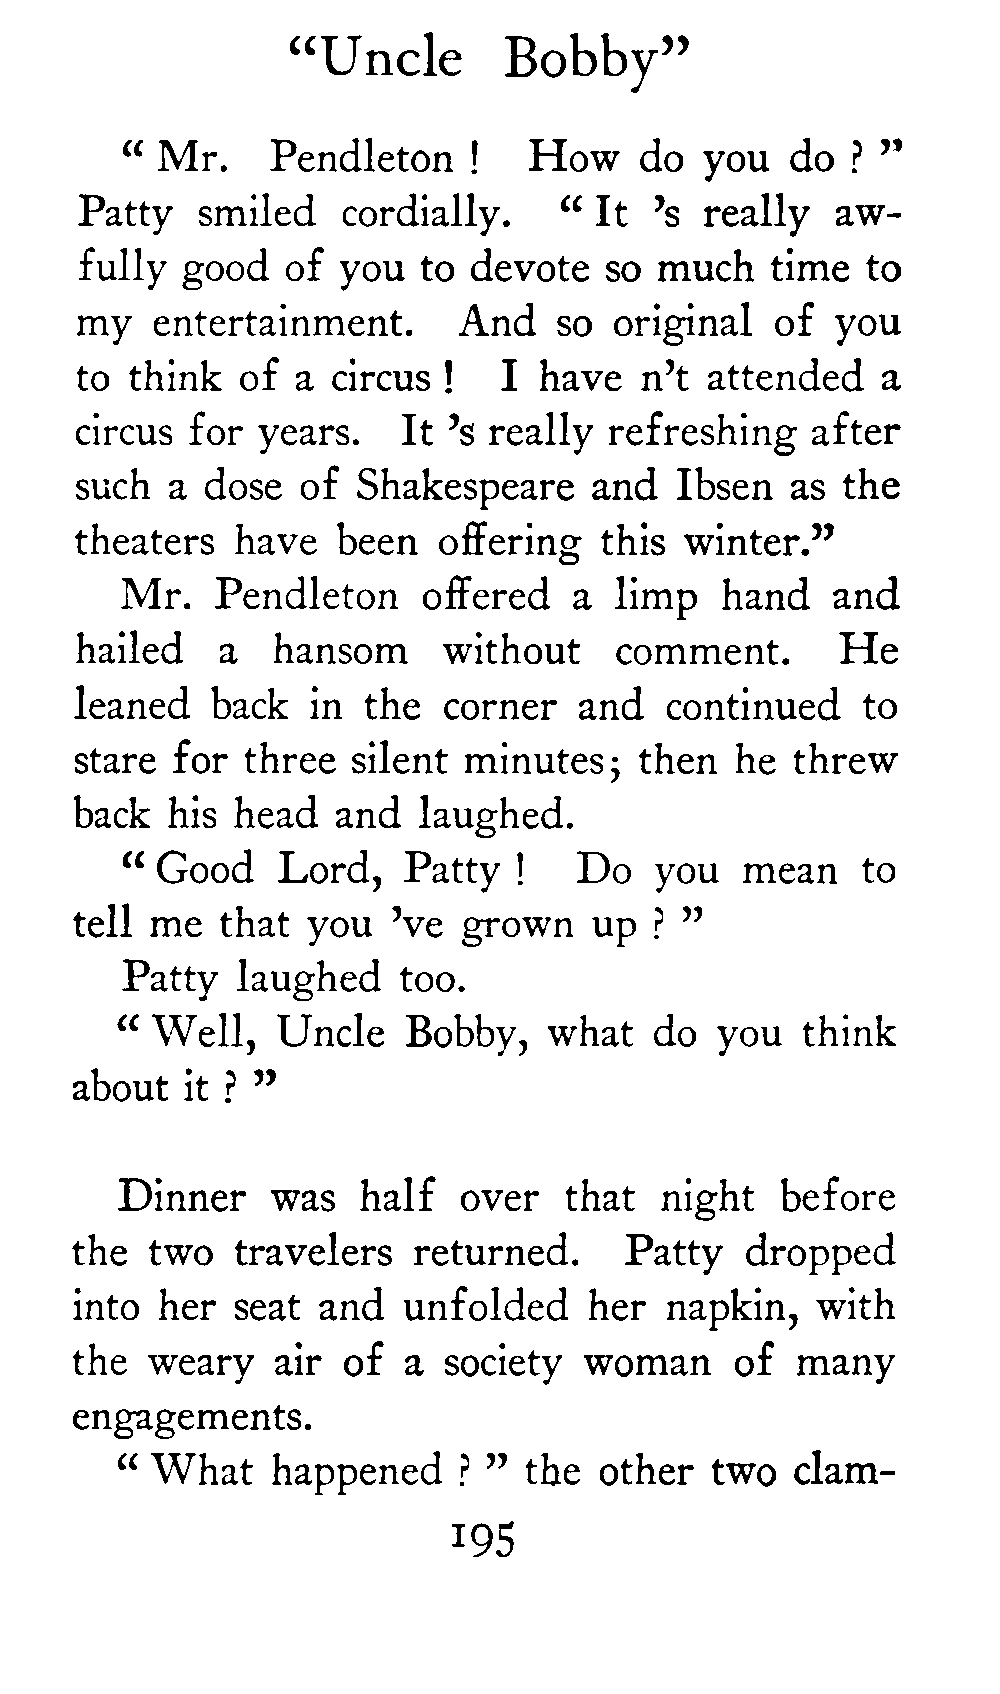 “Uncle Bobby”
“ Mr. Pendleton ! How do you do ? ”
Patty smiled cordially. “ It ’s really aw-
fully good of you to devote so much time to
my entertainment. And so original of you
to think of a circus ! I have n’t attended a
circus for years. It ’s really refreshing after
such a dose of Shakespeare and Ibsen as the
theaters have been offering this winter.”
Mr. Pendleton offered a limp hand and
hailed a hansom without comment. He
leaned back in the corner and continued to
stare for three silent minutes; then he threw
back his head and laughed.
“ Good Lord, Patty ! Do you mean to
tell me that you ’ve grown up ? ”
Patty laughed too.
“ Well, Uncle Bobby, what do you think
about it ? ”
Dinner was half over that night before
the two travelers returned. Patty dropped
into her seat and unfolded her napkin, with
the weary air of a society woman of many
engagements.
“ What happened ? ” the other two clam-
195